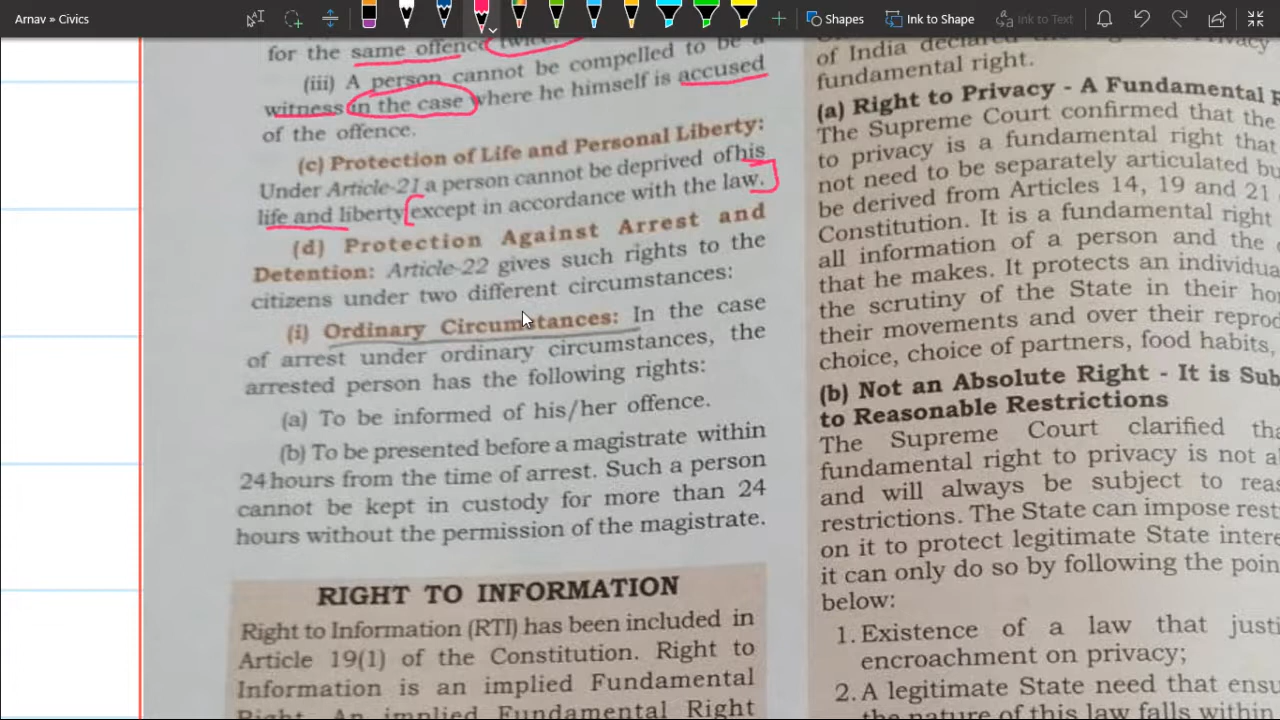 Arnav » Civics
Shapes
Ink to Shape
Ink to Text
for the same offence twice.
(iii) A person cannot be compelled to be a
witness in the case where he himself is accused
of the offence.
(c) Protection of Life and Personal Liberty:
Under Article-21 a person cannot be deprived of his
life and liberty except in accordance with the law.
(d) Protection Against Arrest and
Detention: Article-22 gives such rights to the
citizens under two different circumstances:
(i) Ordinary Circumstances: In the case
of arrest under ordinary circumstances, the
arrested person has the following rights:
(a) To be informed of his/her offence.
(b) To be presented before a magistrate within
24 hours from the time of arrest. Such a person
cannot be kept in custody for more than 24
hours without the permission of the magistrate.
RIGHT TO INFORMATION
Right to Information (RTI) has been included in
Article 19(1) of the Constitution. Right to
Information is an implied Fundamental
Right. An implied Fundamental Right
of India declared Privacy
fundamental right.
(a) Right to Privacy - A Fundamental
The Supreme Court confirmed that the
to privacy is a fundamental right that
not need to be separately articulated
be derived from Articles 14, 19 and 21
Constitution. It is a fundamental right
all information of a person and the
that he makes. It protects an
the scrutiny of the State in their
their movements and over their
choice, choice of partners, food habits,
(b) Not an Absolute Right - It is
to Reasonable Restrictions
The Supreme Court clarified
fundamental right to privacy is not
and will always be subject to
restrictions. The State can impose
on it to protect legitimate State
it can only do so by following the
below:
1. Existence of a law that
encroachment on privacy;
2. A legitimate State need that
the nature of this law falls within